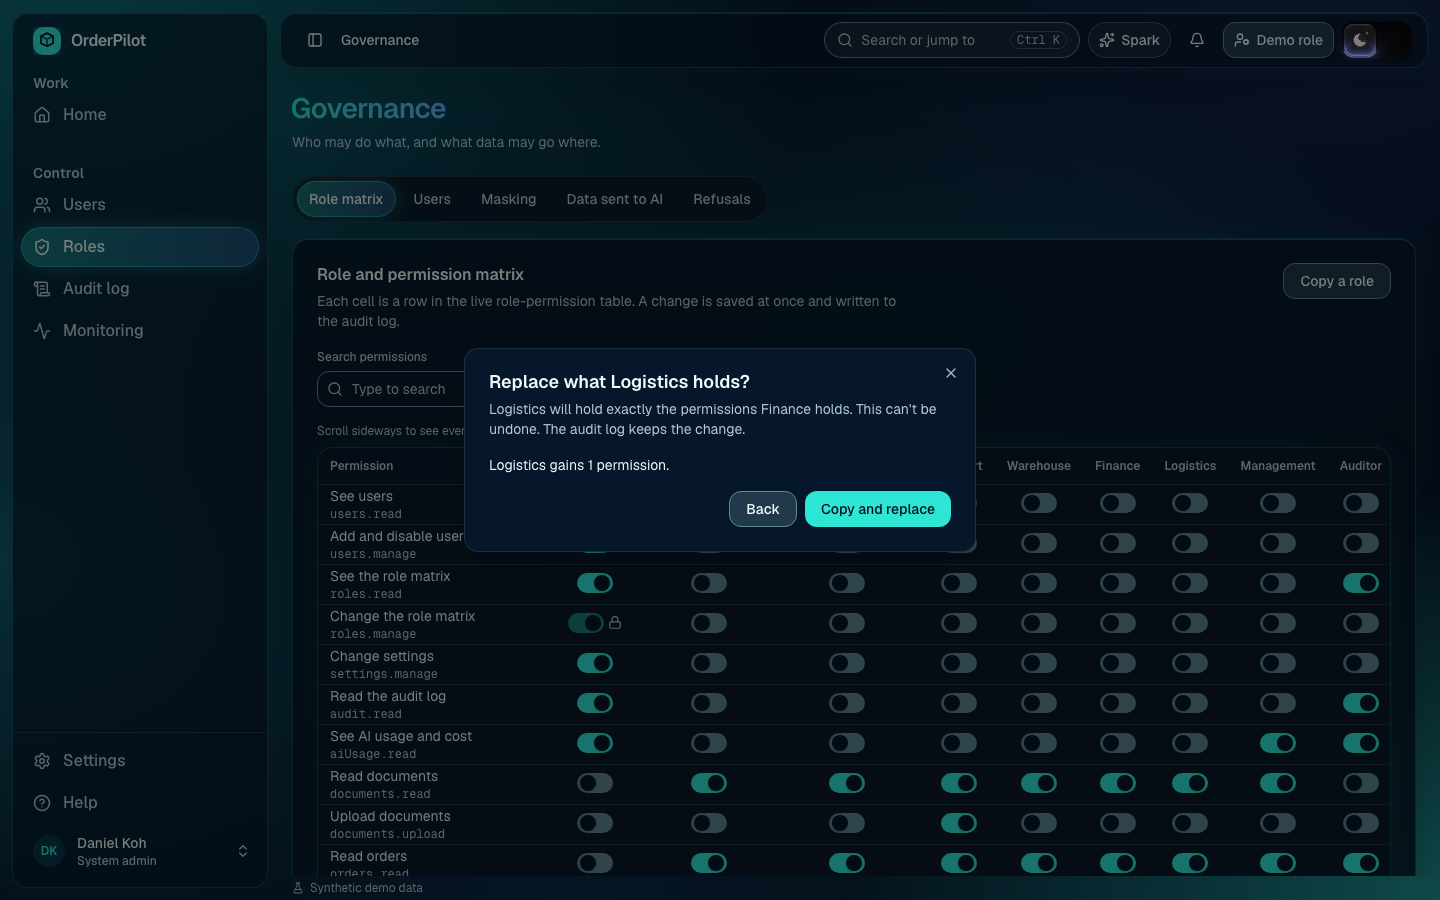 OrderPilot
Work
Home
Control
Users
Roles
Audit log
Monitoring
Settings
Help
DK
Daniel Koh
System admin
Governance
Search or jump to
Ctrl K
Spark
Demo role
Governance
Who may do what, and what data may go where.
Role matrix
Users
Masking
Data sent to AI
Refusals
Role and permission matrix
Each cell is a row in the live role-permission table. A change is saved at once and written to
the audit log.
Copy a role
Search permissions
Type to search
Scroll sideways to see
Replace what Logistics holds?
Logistics will hold exactly the permissions Finance holds. This can't be
undone. The audit log keeps the change.
Logistics gains 1 permission.
Back
Copy and replace
Permission
Warehouse
Finance
Logistics
Management
Auditor
See users
users.read
Add and disable
users.manage
See the role matrix
roles.read
Change the role matrix
roles.manage
Change settings
settings.manage
Read the audit log
audit.read
See AI usage and cost
aiUsage.read
Read documents
documents.read
Upload documents
documents.upload
Read orders
orders.read
Synthetic demo data